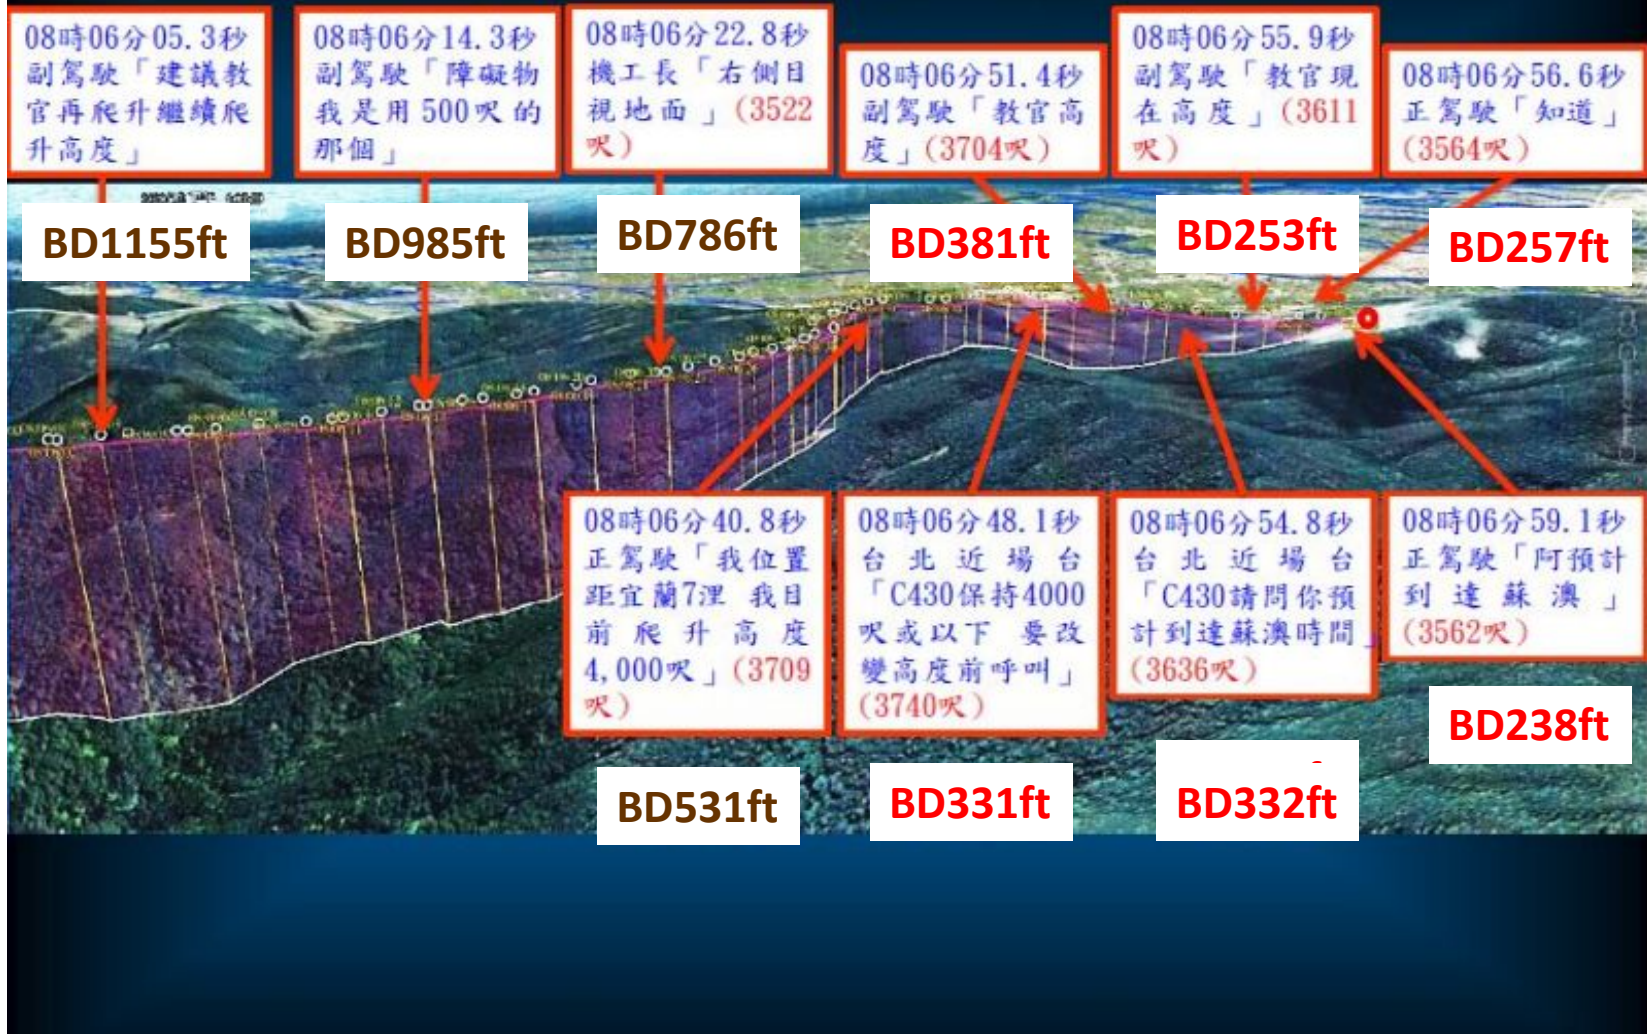 08時06分05.3秒
副駕駛「建議教
官再爬升繼續爬
升高度」
08時06分14.3秒
副駕駛「障礙物
我是用500呎的
那個」
08時06分22.8秒
機工長「右側目
視地面」(3522
呎)
08時06分51.4秒
副駕駛「教官高
度」(3704呎)
08時06分55.9秒
副駕駛「教官現
在高度」(3611
呎)
08時06分56.6秒
正駕駛「知道」
(3564呎)
BD1155ft
BD985ft
BD786ft
BD381ft
BD253ft
BD257ft
08時06分40.8秒
正駕駛「我位置
距宜蘭7浬 我目
前爬升高度
4,000呎」(3709
呎)
08時06分48.1秒
台北近場台
「C430保持4000
呎或以下 要改
變高度前呼叫」
(3740呎)
08時06分54.8秒
台北近場台
「C430請問你預
計到達蘇澳時間」
(3636呎)
08時06分59.1秒
正駕駛「阿預計
到達蘇澳」
(3562呎)
BD531ft
BD331ft
BD332ft
BD238ft